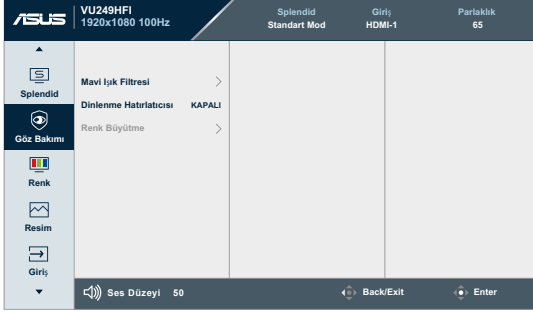 ASUS VU249HFI Splendid Giriş Parlaklık
1920x1080 100Hz Standart Mod HDMI-1 65
Splendid
Göz Bakımı
Renk
Resim
Giriş
Mavi Işık Filtresi
Dinlenme Hatırlatıcısı KAPALI
Renk Büyütme
Ses Düzeyi 50 Back/Exit Enter